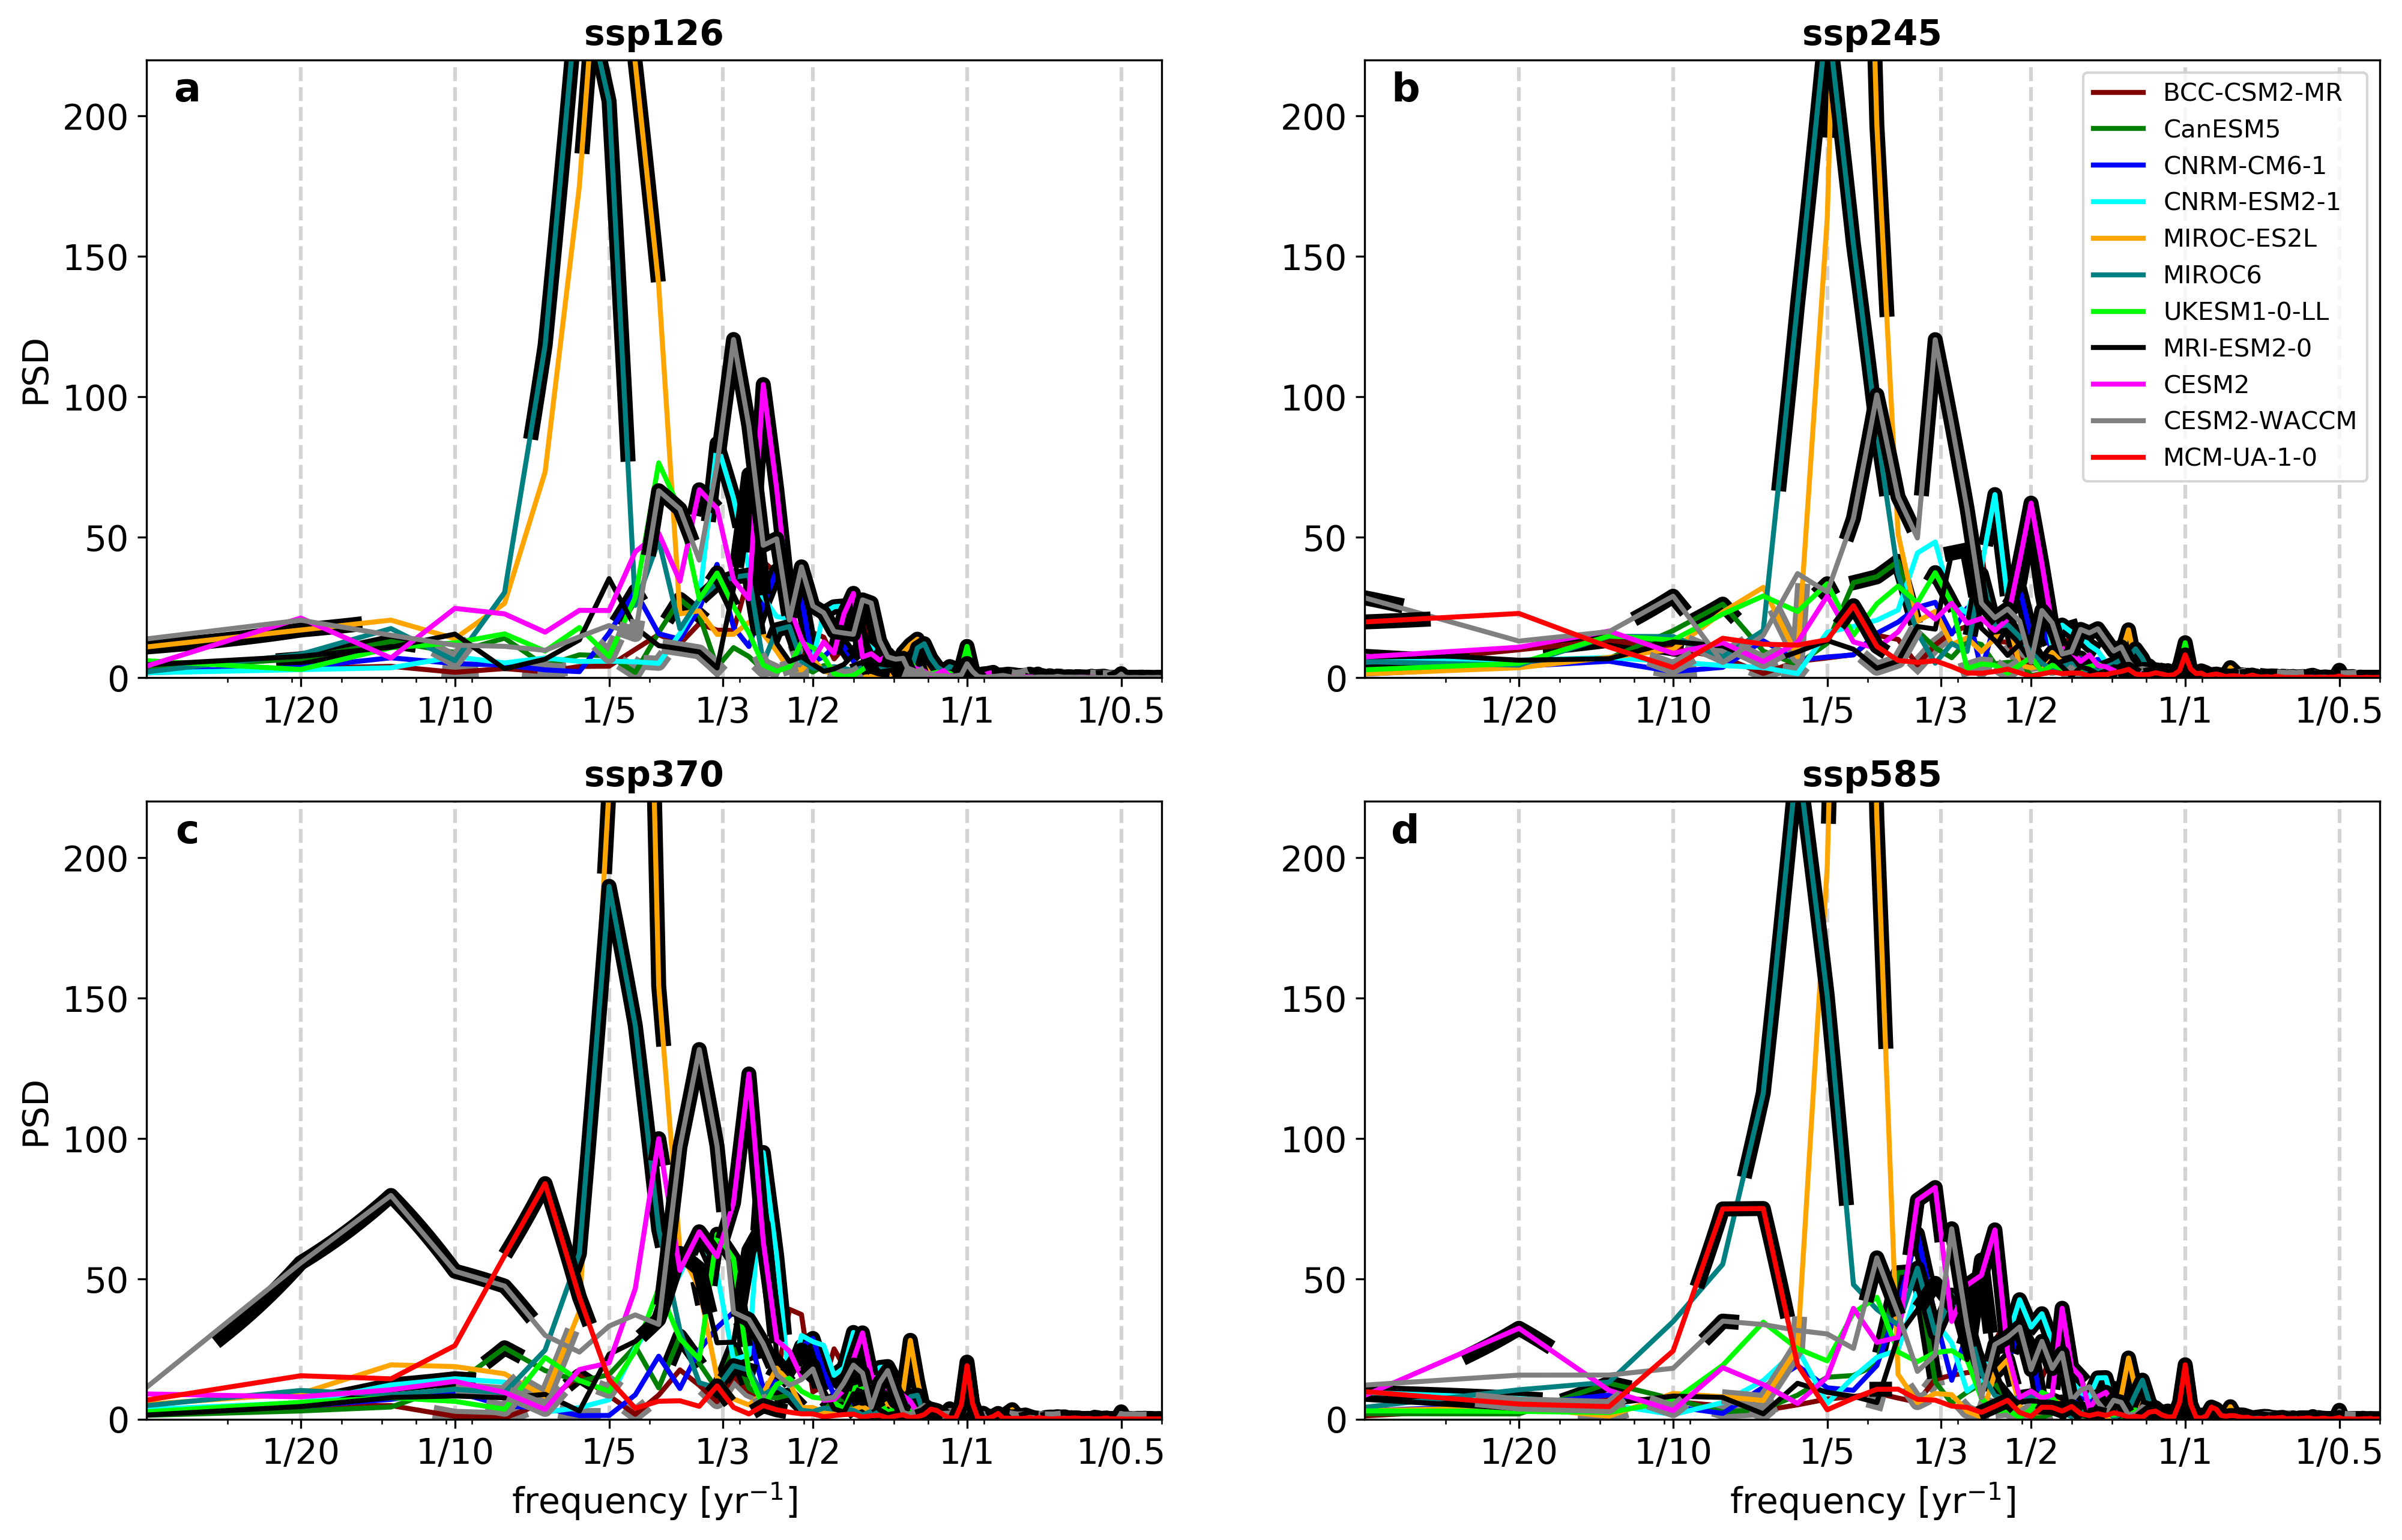 ssp126
a
PSD
200
150
100
50
0
1/20 1/10 1/5 1/3 1/2 1/1 1/0.5
ssp245
b
200
150
100
50
0
BCC-CSM2-MR
CanESM5
CNRM-CM6-1
CNRM-ESM2-1
MIROC-ES2L
MIROC6
UKESM1-0-LL
MRI-ESM2-0
CESM2
CESM2-WACCM
MCM-UA-1-0
1/20 1/10 1/5 1/3 1/2 1/1 1/0.5
ssp370
c
PSD
200
150
100
50
0
1/20 1/10 1/5 1/3 1/2 1/1 1/0.5
frequency [yr⁻¹]
ssp585
d
200
150
100
50
0
1/20 1/10 1/5 1/3 1/2 1/1 1/0.5
frequency [yr⁻¹]